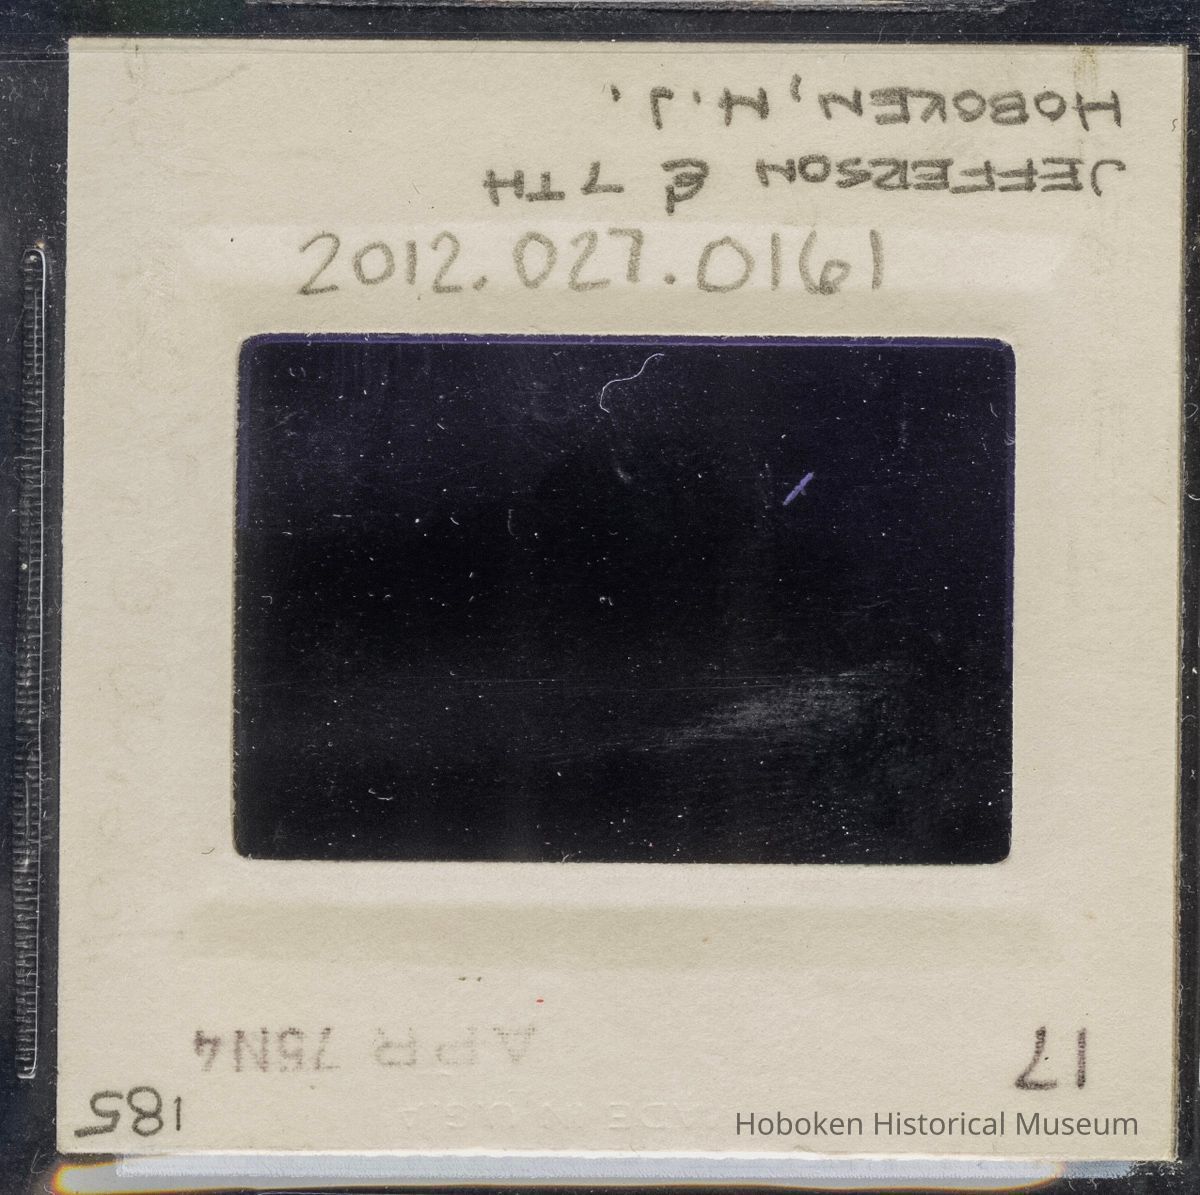 JEFFERSON @ 7TH
HOBOKEN, N.J.
2012.027.0161
17
APR 75N4
185
Hoboken Historical Museum